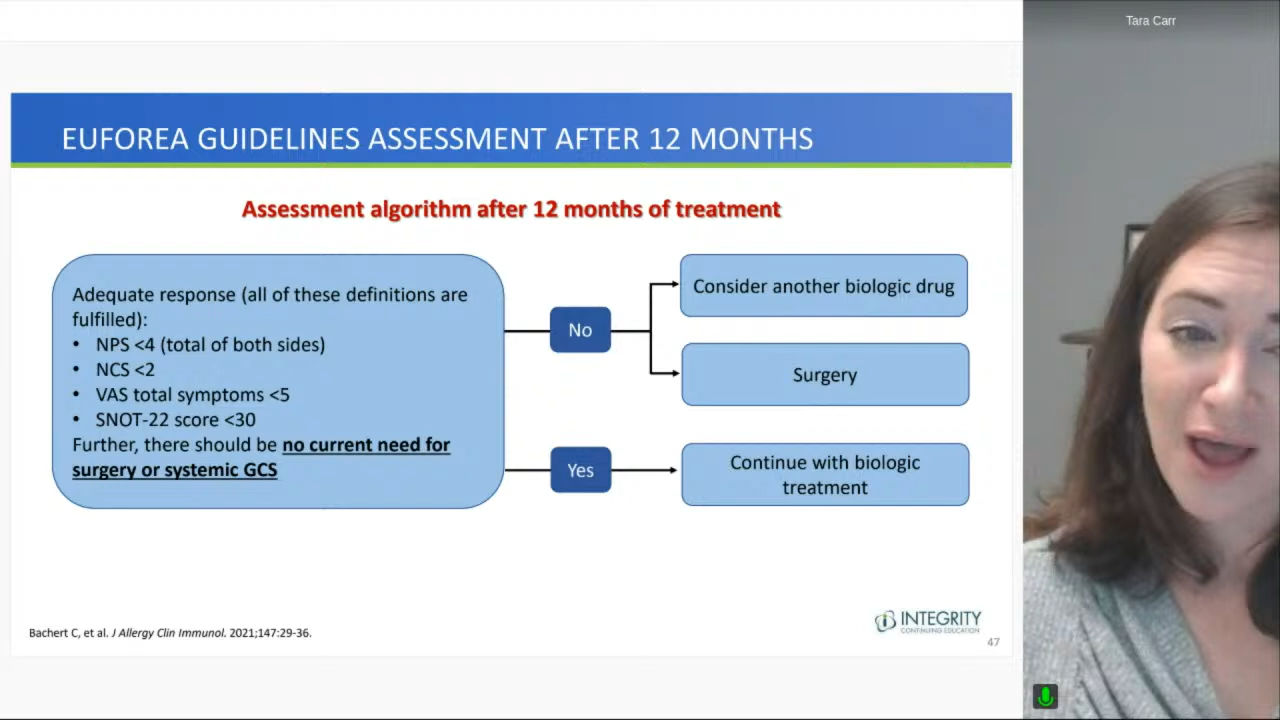 Tara Carr
EUFOREA GUIDELINES ASSESSMENT AFTER 12 MONTHS
Assessment algorithm after 12 months of treatment
Adequate response (all of these definitions are
fulfilled):
• NPS <4 (total of both sides)
• NCS <2
• VAS total symptoms <5
• SNOT-22 score <30
Further, there should be no current need for
surgery or systemic GCS
No
Consider another biologic drug
Surgery
Yes
Continue with biologic
treatment
Bachert C, et al. J Allergy Clin Immunol. 2021;147:29-36.
INTEGRITY
CONTINUING EDUCATION
47